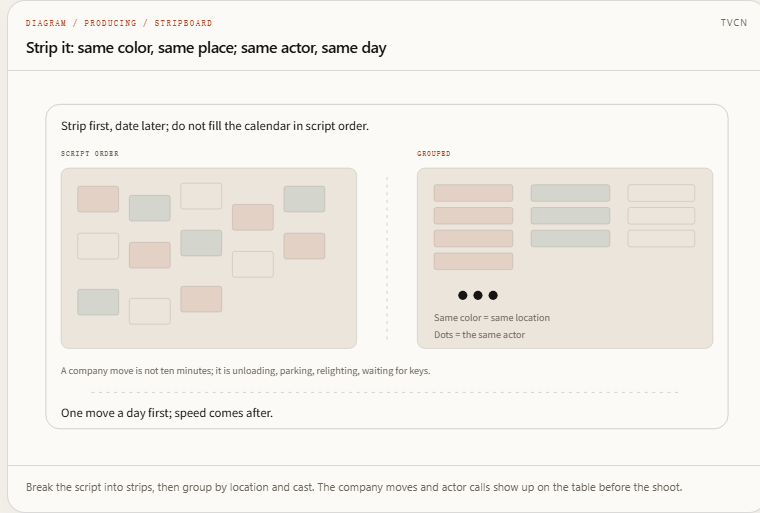 DIAGRAM / PRODUCING / STRIPBOARD
TVCN
Strip it: same color, same place; same actor, same day
Strip first, date later; do not fill the calendar in script order.
SCRIPT ORDER
GROUPED
Same color = same location
Dots = the same actor
A company move is not ten minutes; it is unloading, parking, relighting, waiting for keys.
One move a day first; speed comes after.
Break the script into strips, then group by location and cast. The company moves and actor calls show up on the table before the shoot.